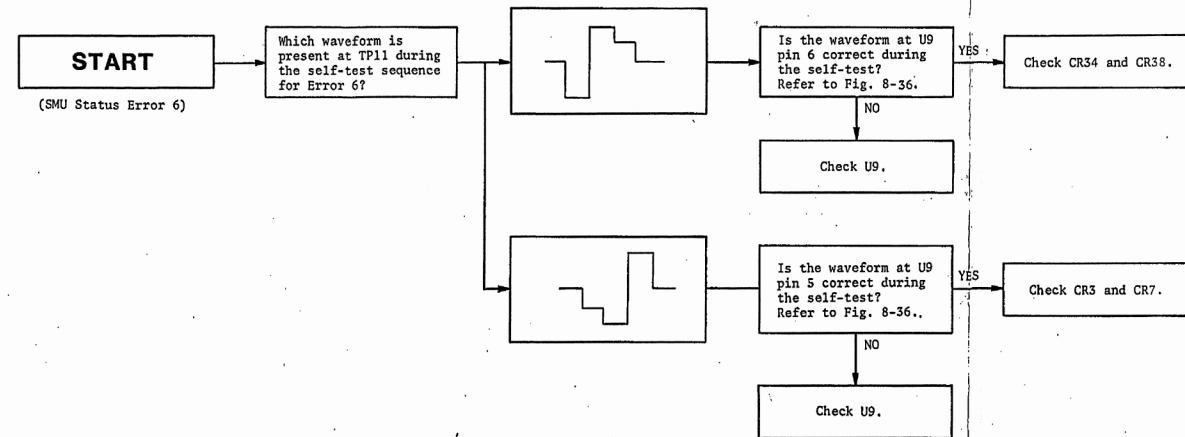 START
(SMU Status Error 6)
Which waveform is
present at TP11 during
the self-test sequence
for Error 6?
Is the waveform at U9
pin 6 correct during
the self-test?
Refer to Fig. 8-36.
YES
Check CR34 and CR38.
NO
Check U9.
Is the waveform at U9
pin 5 correct during
the self-test?
Refer to Fig. 8-36.
YES
Check CR3 and CR7.
NO
Check U9.